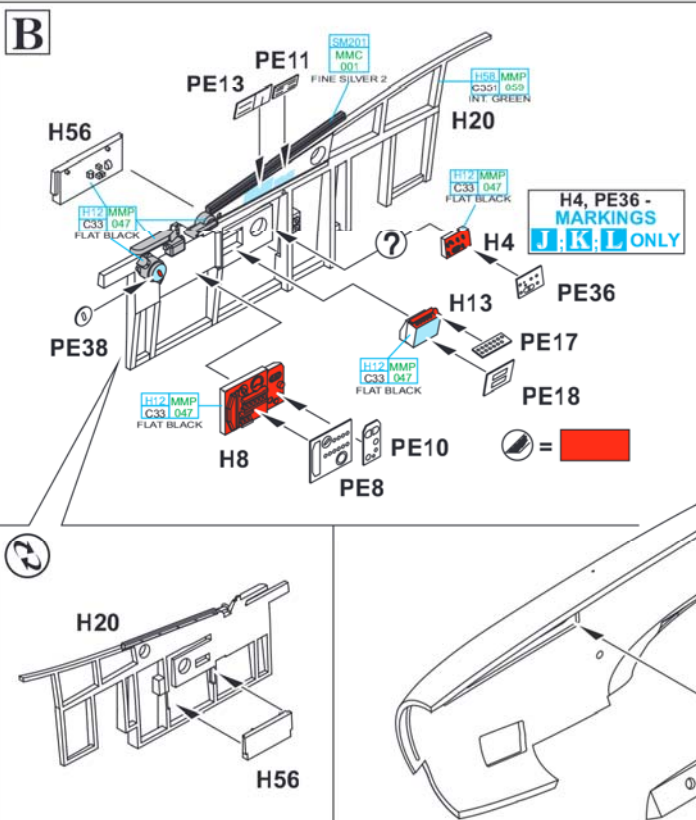 B
SM201
MMC
001
FINE SILVER 2
PE11
PE13
H58 MMP
C351 059
INT. GREEN
H20
H56
H12 MMP
C33 047
FLAT BLACK
H12 MMP
C33 047
FLAT BLACK
H4, PE36 -
MARKINGS
J; K; L ONLY
?
H4
PE36
H13
PE38
PE17
H12 MMP
C33 047
FLAT BLACK
PE18
H12 MMP
C33 047
FLAT BLACK
H8
PE10
PE8
=
H20
H56